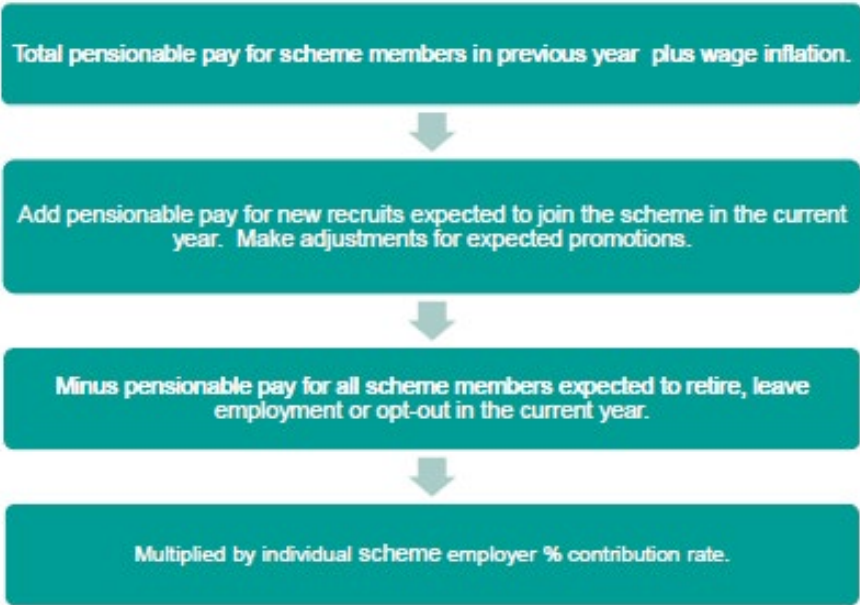 Total pensionable pay for scheme members in previous year  plus wage inflation.
Add pensionable pay for new recruits expected to join the scheme in the current
year.  Make adjustments for expected promotions.
Minus pensionable pay for all scheme members expected to retire, leave
employment or opt-out in the current year.
Multiplied by individual scheme employer % contribution rate.